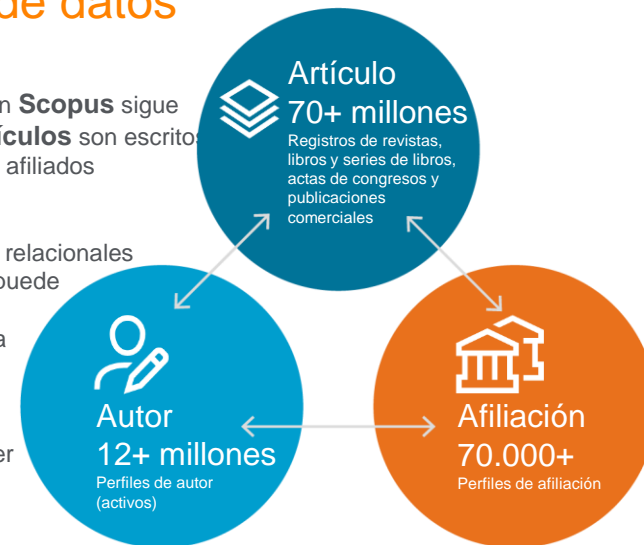 de datos
n Scopus sigue
ículos son escritos
afiliados
relacionales
puede
a
er
Artículo
70+ millones
Registros de revistas,
libros y series de libros,
actas de congresos y
publicaciones
comerciales
Autor
12+ millones
Perfiles de autor
(activos)
Afiliación
70.000+
Perfiles de afiliación